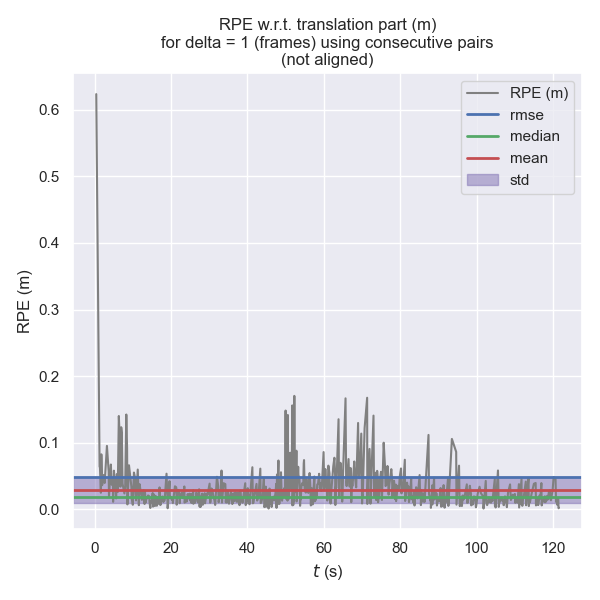 RPE w.r.t. translation part (m)
for delta = 1 (frames) using consecutive pairs
(not aligned)
RPE (m)
rmse
median
mean
std
RPE (m)
0.6
0.5
0.4
0.3
0.2
0.1
0.0
0 20 40 60 80 100 120
t (s)